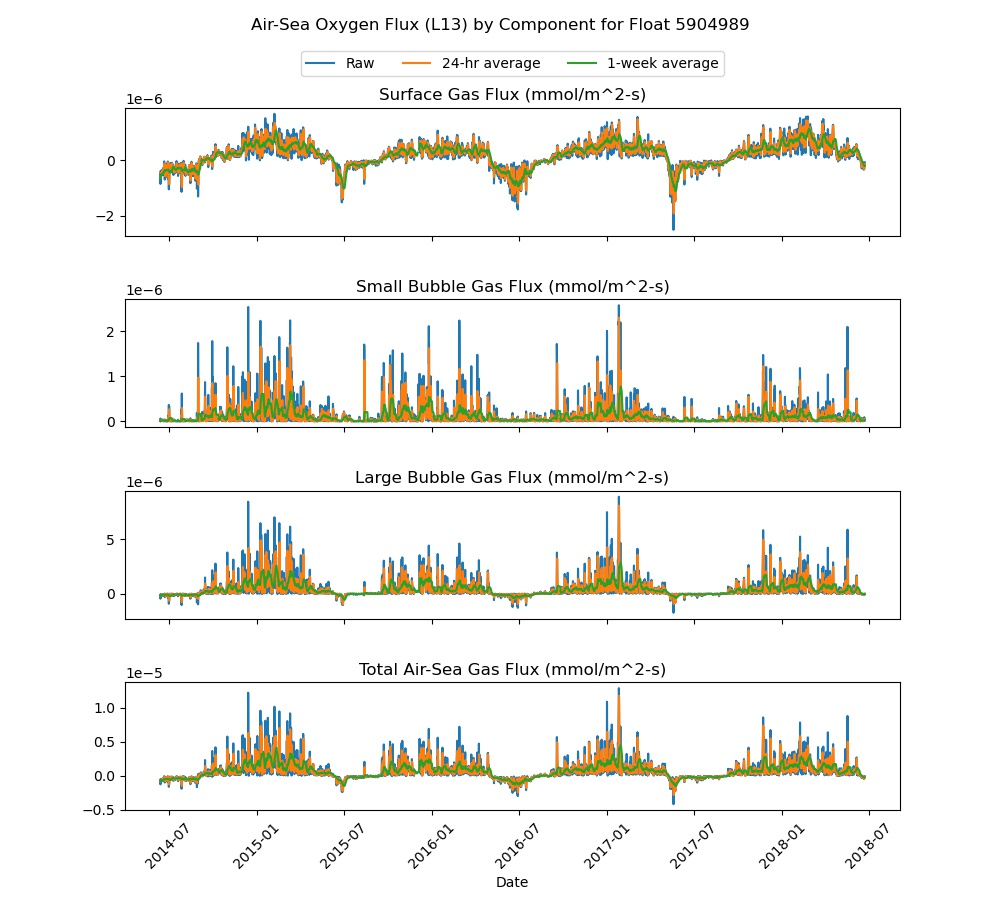 Air-Sea Oxygen Flux (L13) by Component for Float 5904989
Raw 24-hr average 1-week average
1e−6 Surface Gas Flux (mmol/m^2-s)
0
−2
1e−6 Small Bubble Gas Flux (mmol/m^2-s)
2
1
0
1e−6 Large Bubble Gas Flux (mmol/m^2-s)
5
0
1e−5 Total Air-Sea Gas Flux (mmol/m^2-s)
1.0
0.5
0.0
−0.5
2014-07 2015-01 2015-07 2016-01 2016-07 2017-01 2017-07 2018-01 2018-07
Date